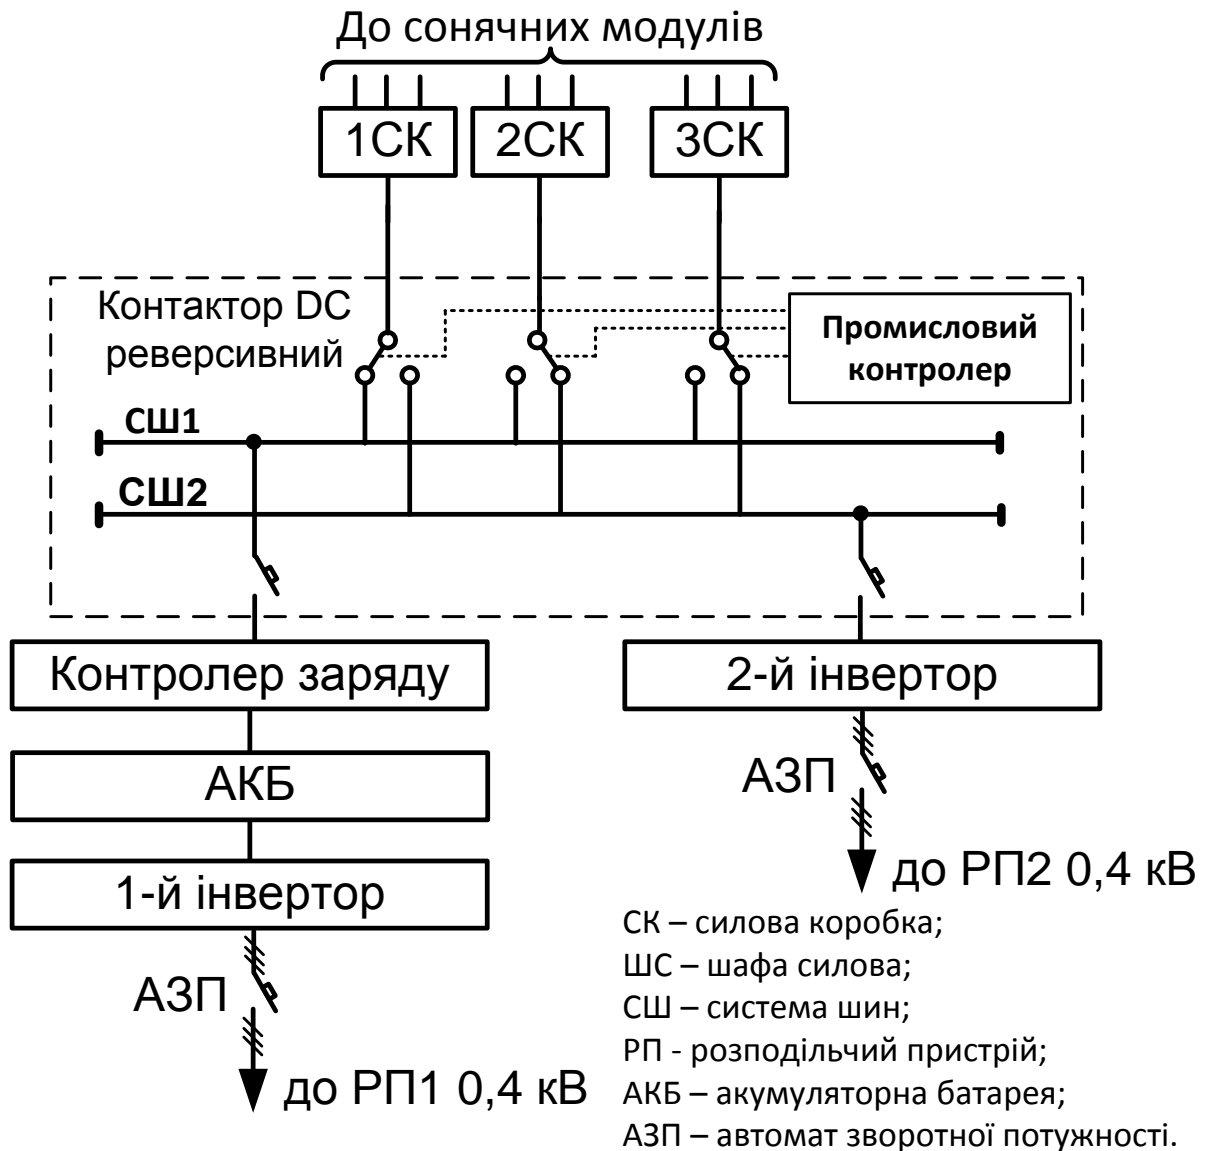 До сонячних модулів
1СК 2СК 3СК
Контактор DC
реверсивний
Промисловий
контролер
СШ1
СШ2
Контролер заряду
2-й інвертор
АКБ
АЗП
1-й інвертор
до РП2 0,4 кВ
АЗП
до РП1 0,4 кВ
СК – силова коробка;
ШС – шафа силова;
СШ – система шин;
РП - розподільчий пристрій;
АКБ – акумуляторна батарея;
АЗП – автомат зворотної потужності.